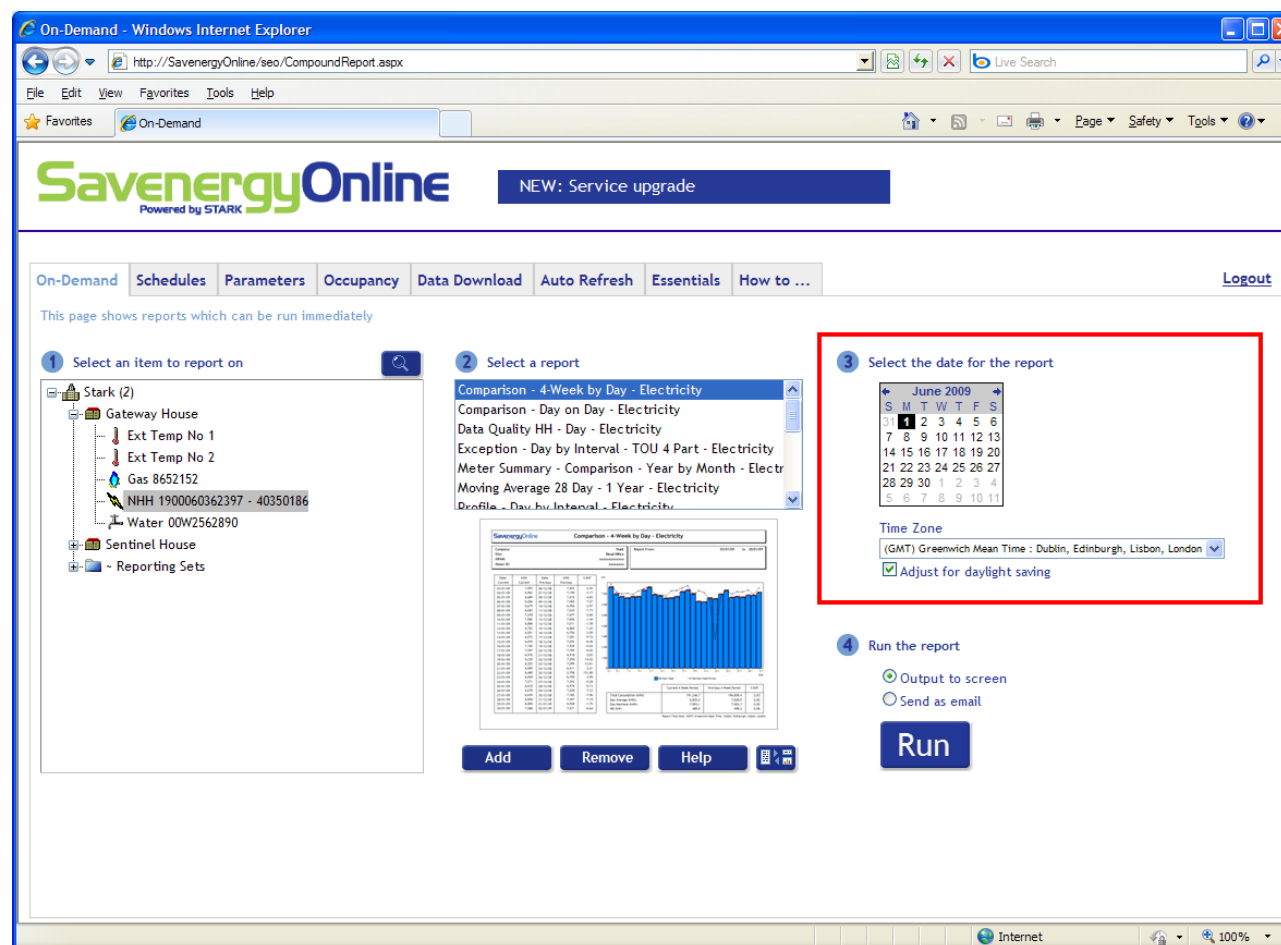 On-Demand - Windows Internet Explorer
http://SavenergyOnline/seo/CompoundReport.aspx
Live Search
File Edit View Favorites Tools Help
Favorites On-Demand Page Safety Tools
SavenergyOnline
Powered by STARK
NEW: Service upgrade
On-Demand Schedules Parameters Occupancy Data Download Auto Refresh Essentials How to ... Logout
This page shows reports which can be run immediately
1 Select an item to report on
Stark (2)
Gateway House
Ext Temp No 1
Ext Temp No 2
Gas 8652152
NHH 1900060362397 - 40350186
Water 00W2562890
Sentinel House
~ Reporting Sets
2 Select a report
Comparison - 4-Week by Day - Electricity
Comparison - Day on Day - Electricity
Data Quality HH - Day - Electricity
Exception - Day by Interval - TOU 4 Part - Electricity
Meter Summary - Comparison - Year by Month - Electr
Moving Average 28 Day - 1 Year - Electricity
Profile - Day by Interval - Electricity
SavenergyOnline Comparison - 4-Week by Day - Electricity
Add Remove Help
3 Select the date for the report
June 2009
S M T W T F S
31 1 2 3 4 5 6
7 8 9 10 11 12 13
14 15 16 17 18 19 20
21 22 23 24 25 26 27
28 29 30 1 2 3 4
5 6 7 8 9 10 11
Time Zone
(GMT) Greenwich Mean Time : Dublin, Edinburgh, Lisbon, London
Adjust for daylight saving
4 Run the report
Output to screen
Send as email
Run
Internet 100%